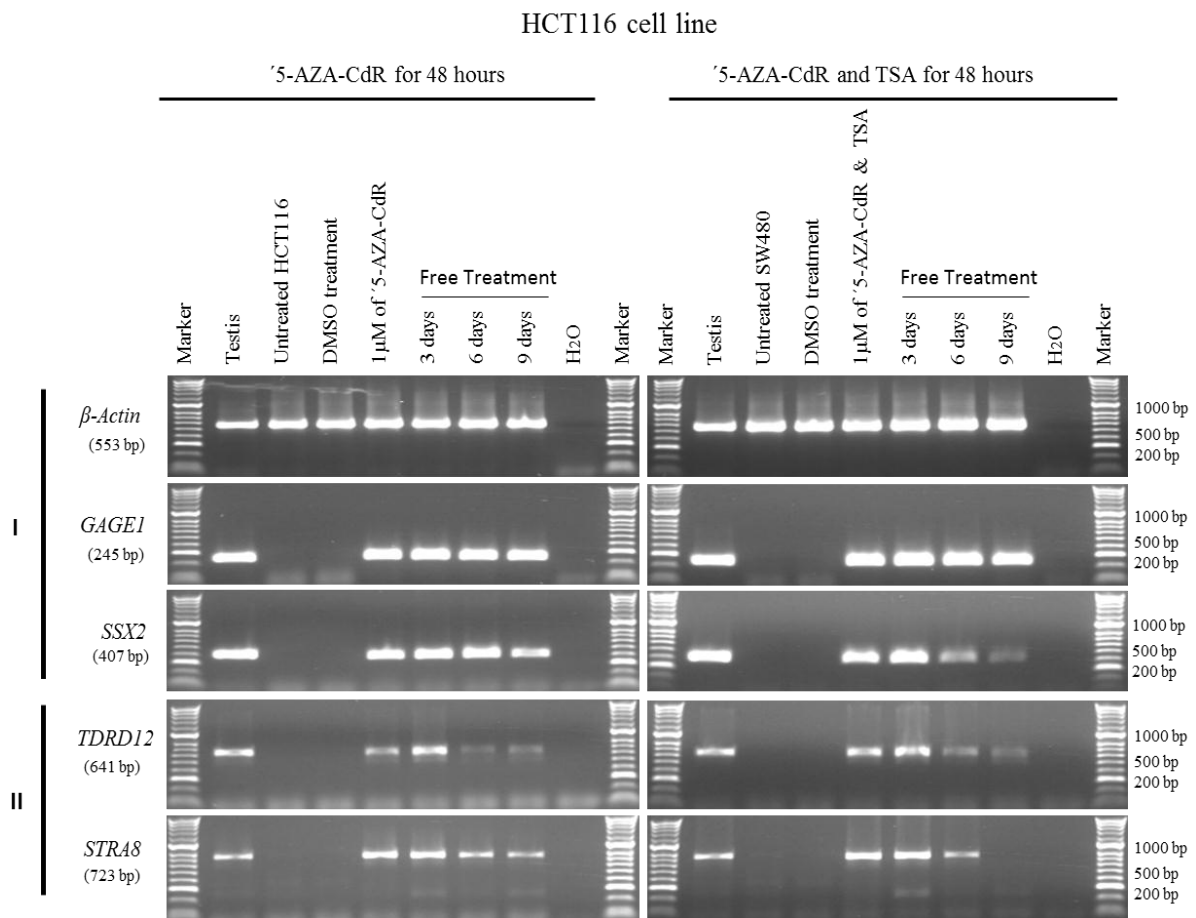 HCT116 cell line
´5-AZA-CdR for 48 hours
´5-AZA-CdR and TSA for 48 hours
Marker
Testis
Untreated HCT116
DMSO treatment
1µM of ´5-AZA-CdR
Free Treatment
3 days
6 days
9 days
H2O
Marker
Marker
Testis
Untreated SW480
DMSO treatment
1µM of ´5-AZA-CdR & TSA
Free Treatment
3 days
6 days
9 days
H2O
Marker
I
β-Actin
(553 bp)
1000 bp
500 bp
200 bp
GAGE1
(245 bp)
1000 bp
500 bp
200 bp
SSX2
(407 bp)
1000 bp
500 bp
200 bp
II
TDRD12
(641 bp)
1000 bp
500 bp
200 bp
STRA8
(723 bp)
1000 bp
500 bp
200 bp